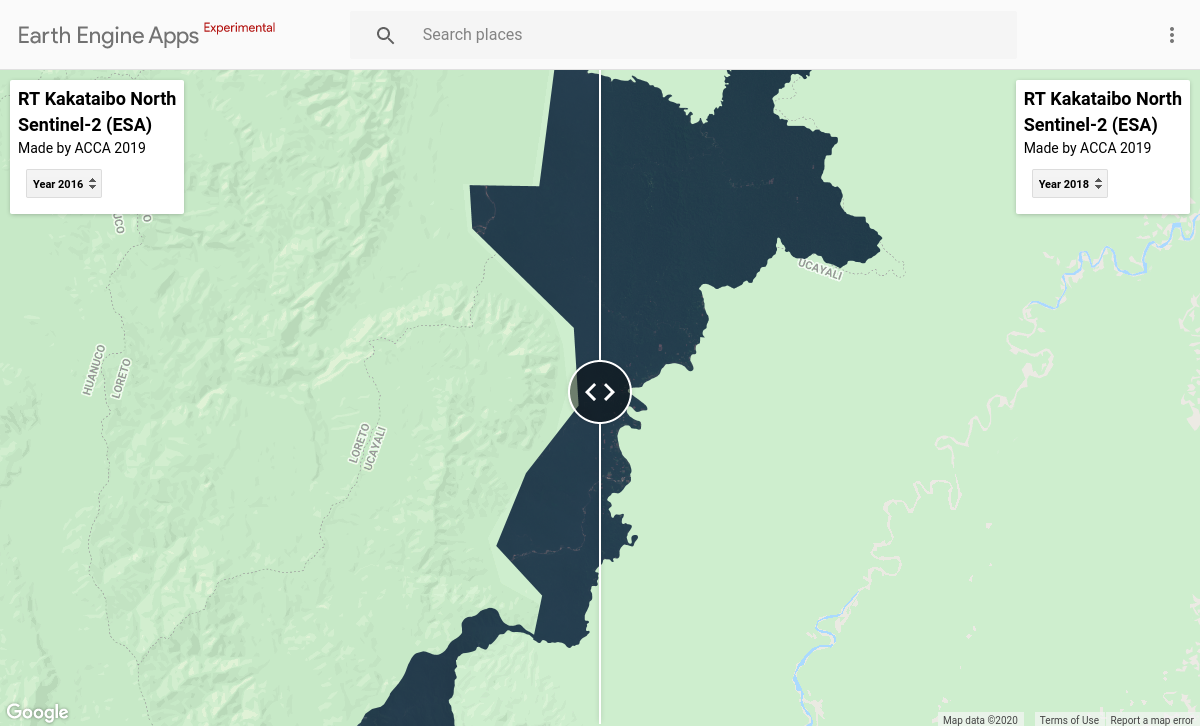 Earth Engine Apps Experimental
Search places
RT Kakataibo North
Sentinel-2 (ESA)
Made by ACCA 2019
Year 2016
RT Kakataibo North
Sentinel-2 (ESA)
Made by ACCA 2019
Year 2018
UCO
O
UCAYALI
HUANUCO
LORETO
LORETO
UCAYALI
Google
Map data ©2020
Terms of Use
Report a map error